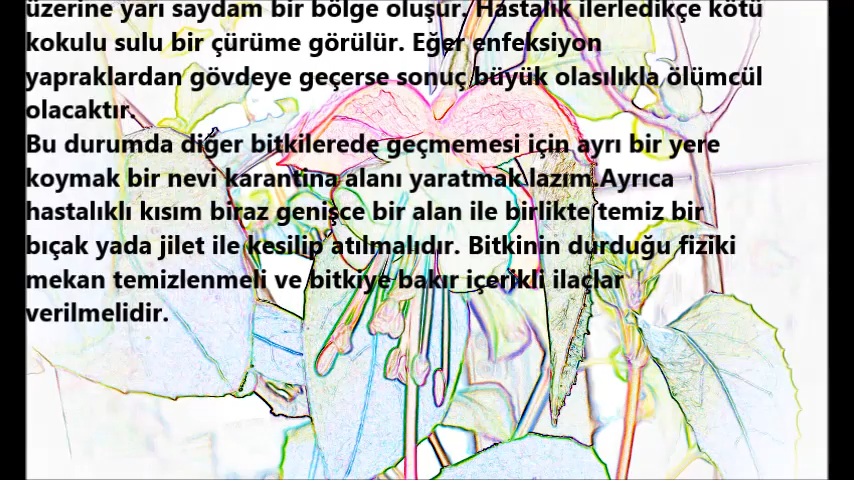 üzerine yarı saydam bir bölge oluşur. Hastalık ilerledikçe kötü
kokulu sulu bir çürüme görülür. Eğer enfeksiyon
yapraklardan gövdeye geçerse sonuç büyük olasılıkla ölümcül
olacaktır.
Bu durumda diğer bitkilerede geçmemesi için ayrı bir yere
koymak bir nevi karantina alanı yaratmak lazım.Ayrıca
hastalıklı kısım biraz genişce bir alan ile birlikte temiz bir
bıçak yada jilet ile kesilip atılmalıdır. Bitkinin durduğu fiziki
mekan temizlenmeli ve bitkiye bakır içerikli ilaçlar
verilmelidir.